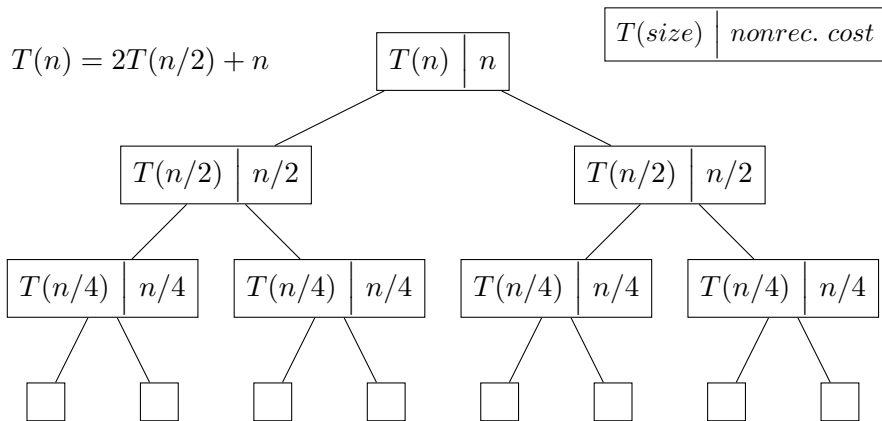 T(size) | nonrec. cost
T(n) = 2T(n/2) + n
T(n) | n
T(n/2) | n/2
T(n/2) | n/2
T(n/4) | n/4
T(n/4) | n/4
T(n/4) | n/4
T(n/4) | n/4